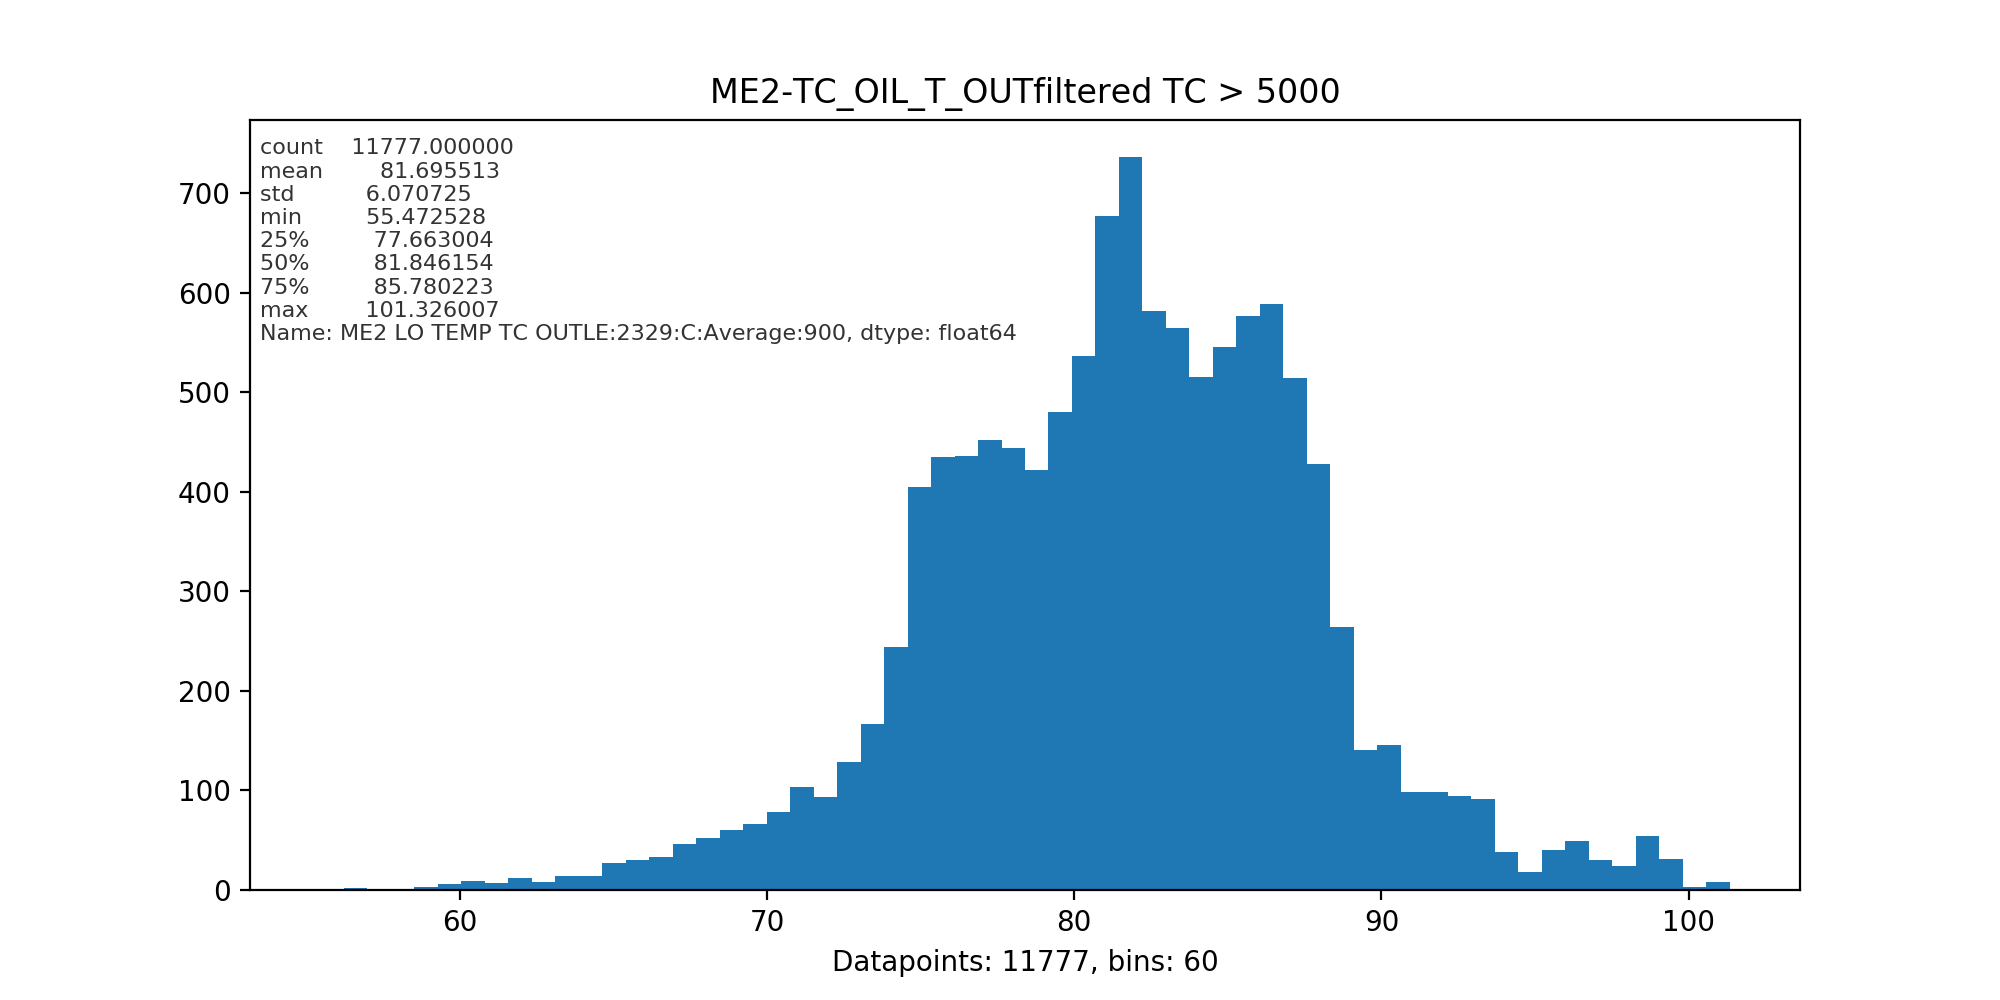 ME2-TC_OIL_T_OUTfiltered TC > 5000
count 11777.000000
mean 81.695513
std 6.070725
min 55.472528
25% 77.663004
50% 81.846154
75% 85.780223
max 101.326007
Name: ME2 LO TEMP TC OUTLE:2329:C:Average:900, dtype: float64
700
600
500
400
300
200
100
0
60 70 80 90 100
Datapoints: 11777, bins: 60